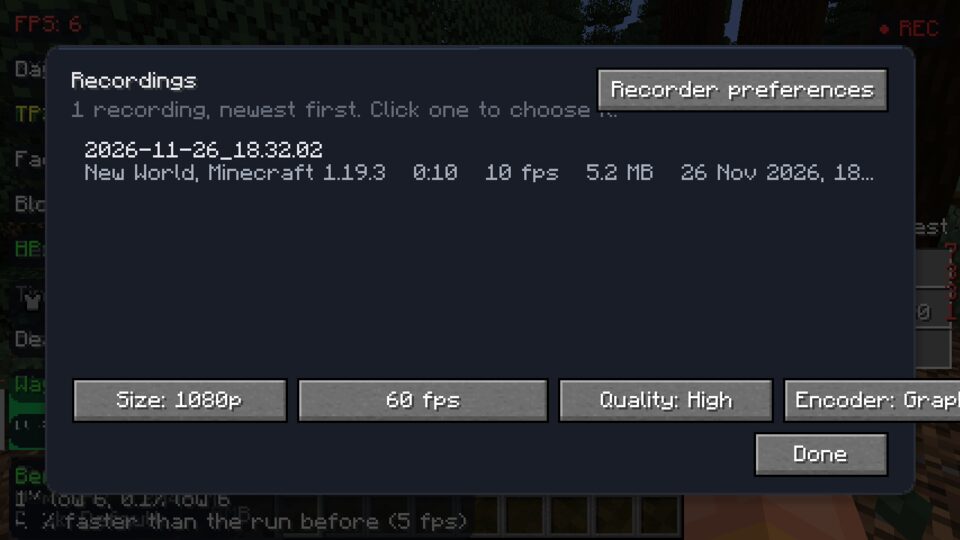 FPS: 6
REC
Recordings
Recorder preferences
1 recording, newest first. Click one to choose
2026-11-26_18.32.02
New World, Minecraft 1.19.3 0:10 10 fps 5.2 MB 26 Nov 2026, 18...
Size: 1080p
60 fps
Quality: High
Encoder: Grap
Done
1% low 6, 0.1% low 6
faster than the run before (5 fps)